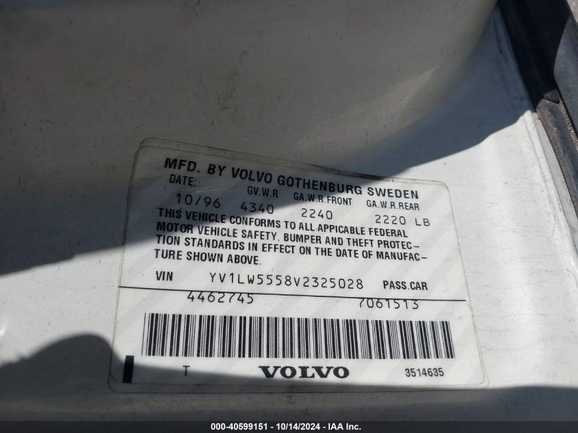 MFD. BY VOLVO GOTHENBURG SWEDEN
DATE: GV.W.R GA.W.R.FRONT GA.W.R.REAR
10/96 4340 2240 2220 LB
THIS VEHICLE CONFORMS TO ALL APPLICABLE FEDERAL
MOTOR VEHICLE SAFETY, BUMPER AND THEFT PROTEC-
TION STANDARDS IN EFFECT ON THE DATE OF MANUFAC-
TURE SHOWN ABOVE.
VIN YV1LW5558V2325028 PASS.CAR
4462745 7061513
T VOLVO 3514635
000-40599151 - 10/14/2024 - IAA Inc.